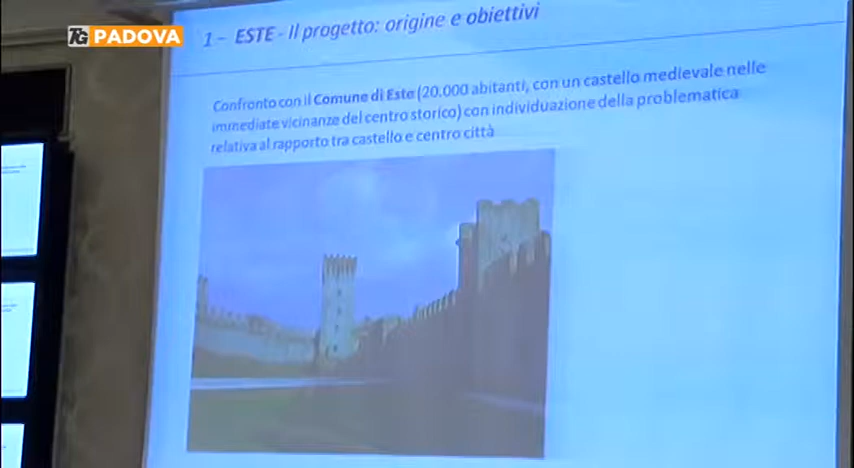 TG PADOVA
1 – ESTE - Il progetto: origine e obiettivi
Confronto con il Comune di Este (20.000 abitanti, con un castello medievale nelle
immediate vicinanze del centro storico) con individuazione della problematica
relativa al rapporto tra castello e centro città